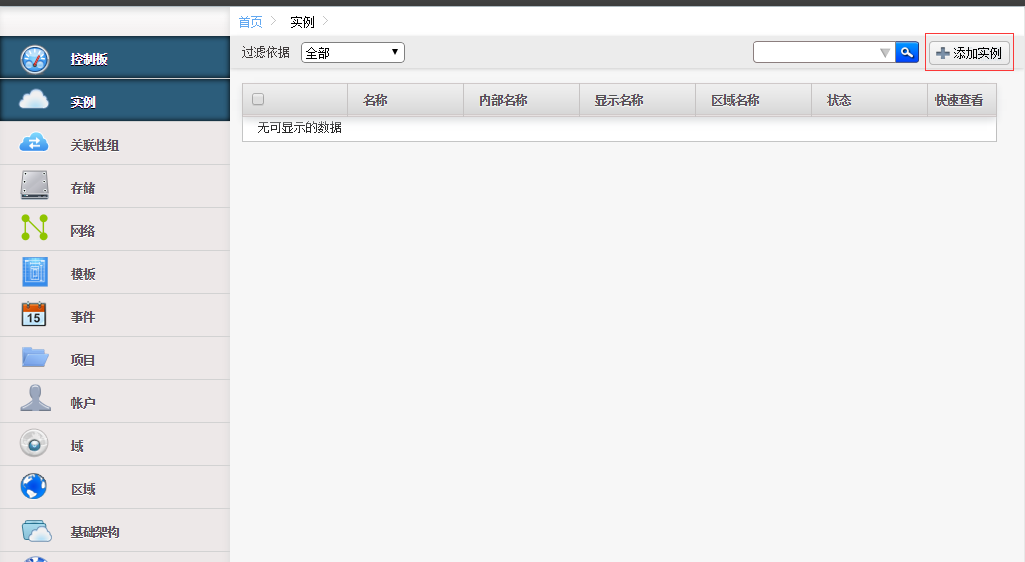 首页 实例
过滤依据 全部 添加实例
名称 内部名称 显示名称 区域名称 状态 快速查看
无可显示的数据
控制板
实例
关联性组
存储
网络
模板
15 事件
项目
帐户
域
区域
基础架构